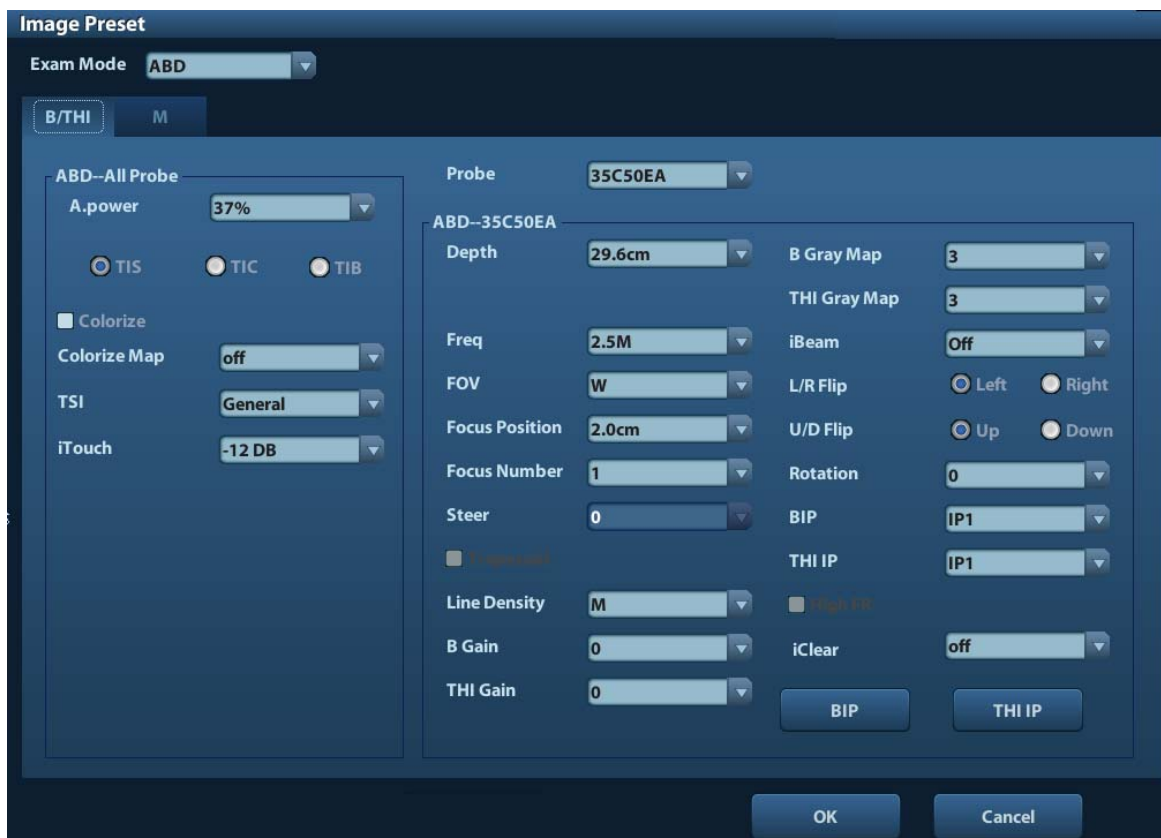 Image Preset
Exam Mode ABD
B/THI M
ABD--All Probe
A.power 37%
TIS TIC TIB
Colorize
Colorize Map off
TSI General
iTouch -12 DB
Probe 35C50EA
ABD--35C50EA
Depth 29.6cm
Freq 2.5M
FOV W
Focus Position 2.0cm
Focus Number 1
Steer 0
Line Density M
B Gain 0
THI Gain 0
B Gray Map 3
THI Gray Map 3
iBeam Off
L/R Flip Left Right
U/D Flip Up Down
Rotation 0
BIP IP1
THI IP IP1
High FR
iClear off
BIP THI IP
OK Cancel